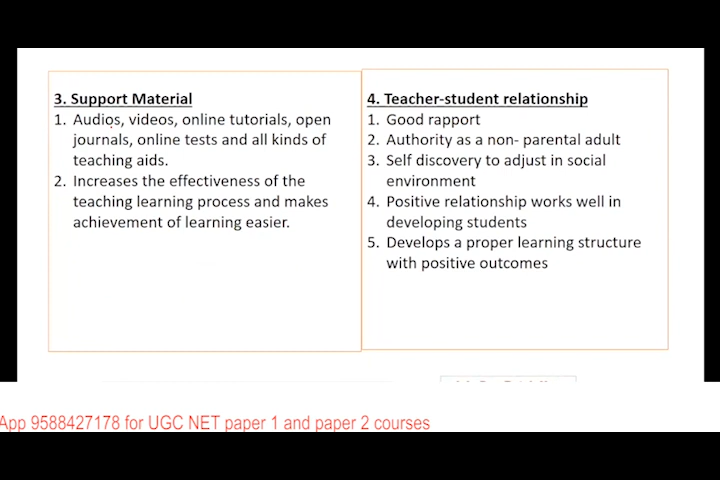 3. Support Material
1. Audios, videos, online tutorials, open
journals, online tests and all kinds of
teaching aids.
2. Increases the effectiveness of the
teaching learning process and makes
achievement of learning easier.
4. Teacher-student relationship
1. Good rapport
2. Authority as a non- parental adult
3. Self discovery to adjust in social
environment
4. Positive relationship works well in
developing students
5. Develops a proper learning structure
with positive outcomes
App 9588427178 for UGC NET paper 1 and paper 2 courses